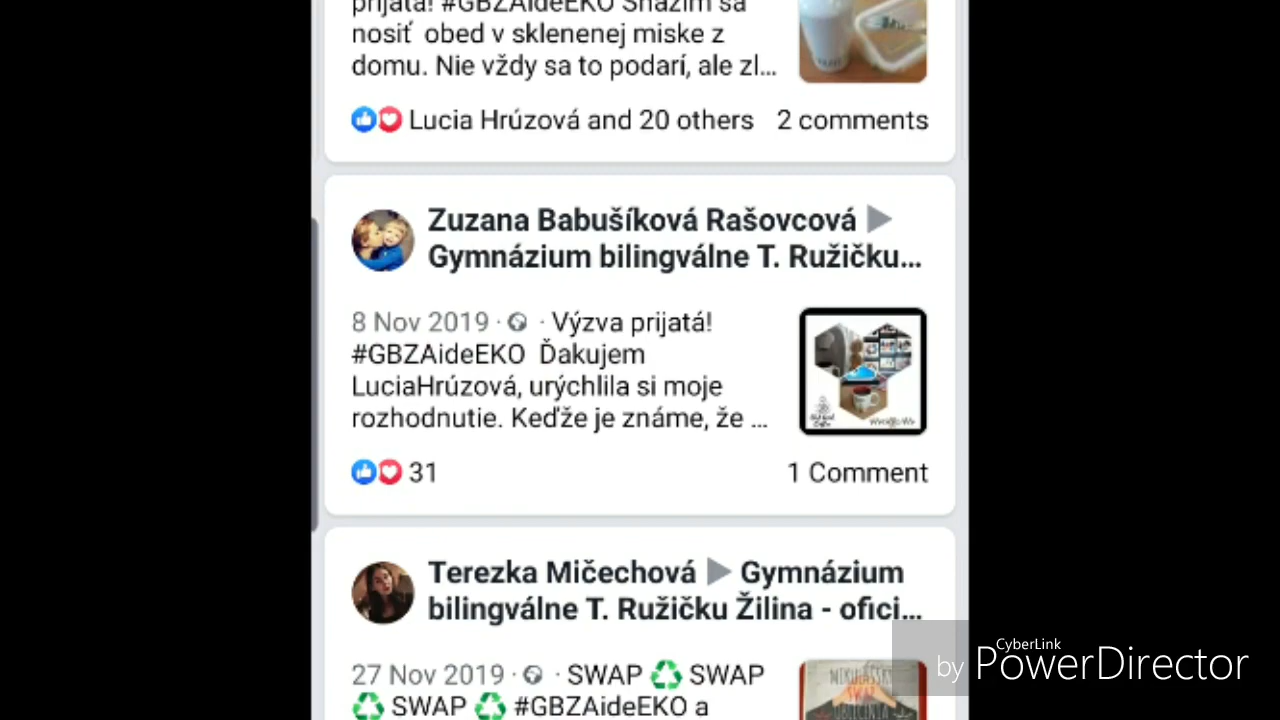 prijatá! #GBZAideEKO Snažím sa
nosiť obed v sklenenej miske z
domu. Nie vždy sa to podarí, ale zl...
Lucia Hrúzová and 20 others 2 comments
Zuzana Babušíková Rašovcová
Gymnázium bilingválne T. Ružičku...
8 Nov 2019 · · Výzva prijatá!
#GBZAideEKO Ďakujem
LuciaHrúzová, urýchlila si moje
rozhodnutie. Keďže je známe, že ...
31 1 Comment
Terezka Mičechová Gymnázium
bilingválne T. Ružičku Žilina - ofici...
27 Nov 2019 · · SWAP ♻ SWAP
♻ SWAP ♻ #GBZAideEKO a
MIKULÁŠSKY
SWAP
OBLEČENIA
CyberLink
by PowerDirector